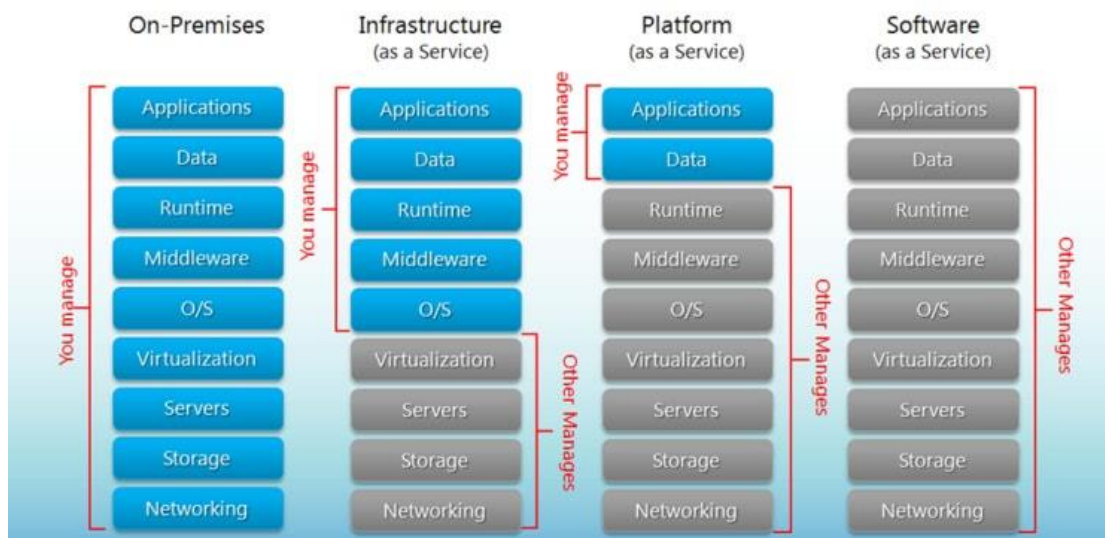 On-Premises
Applications
Data
Runtime
Middleware
O/S
Virtualization
Servers
Storage
Networking
You manage
Infrastructure
(as a Service)
Applications
Data
Runtime
Middleware
O/S
Virtualization
Servers
Storage
Networking
You manage
Other Manages
Platform
(as a Service)
Applications
Data
Runtime
Middleware
O/S
Virtualization
Servers
Storage
Networking
You manage
Other Manages
Software
(as a Service)
Applications
Data
Runtime
Middleware
O/S
Virtualization
Servers
Storage
Networking
Other Manages